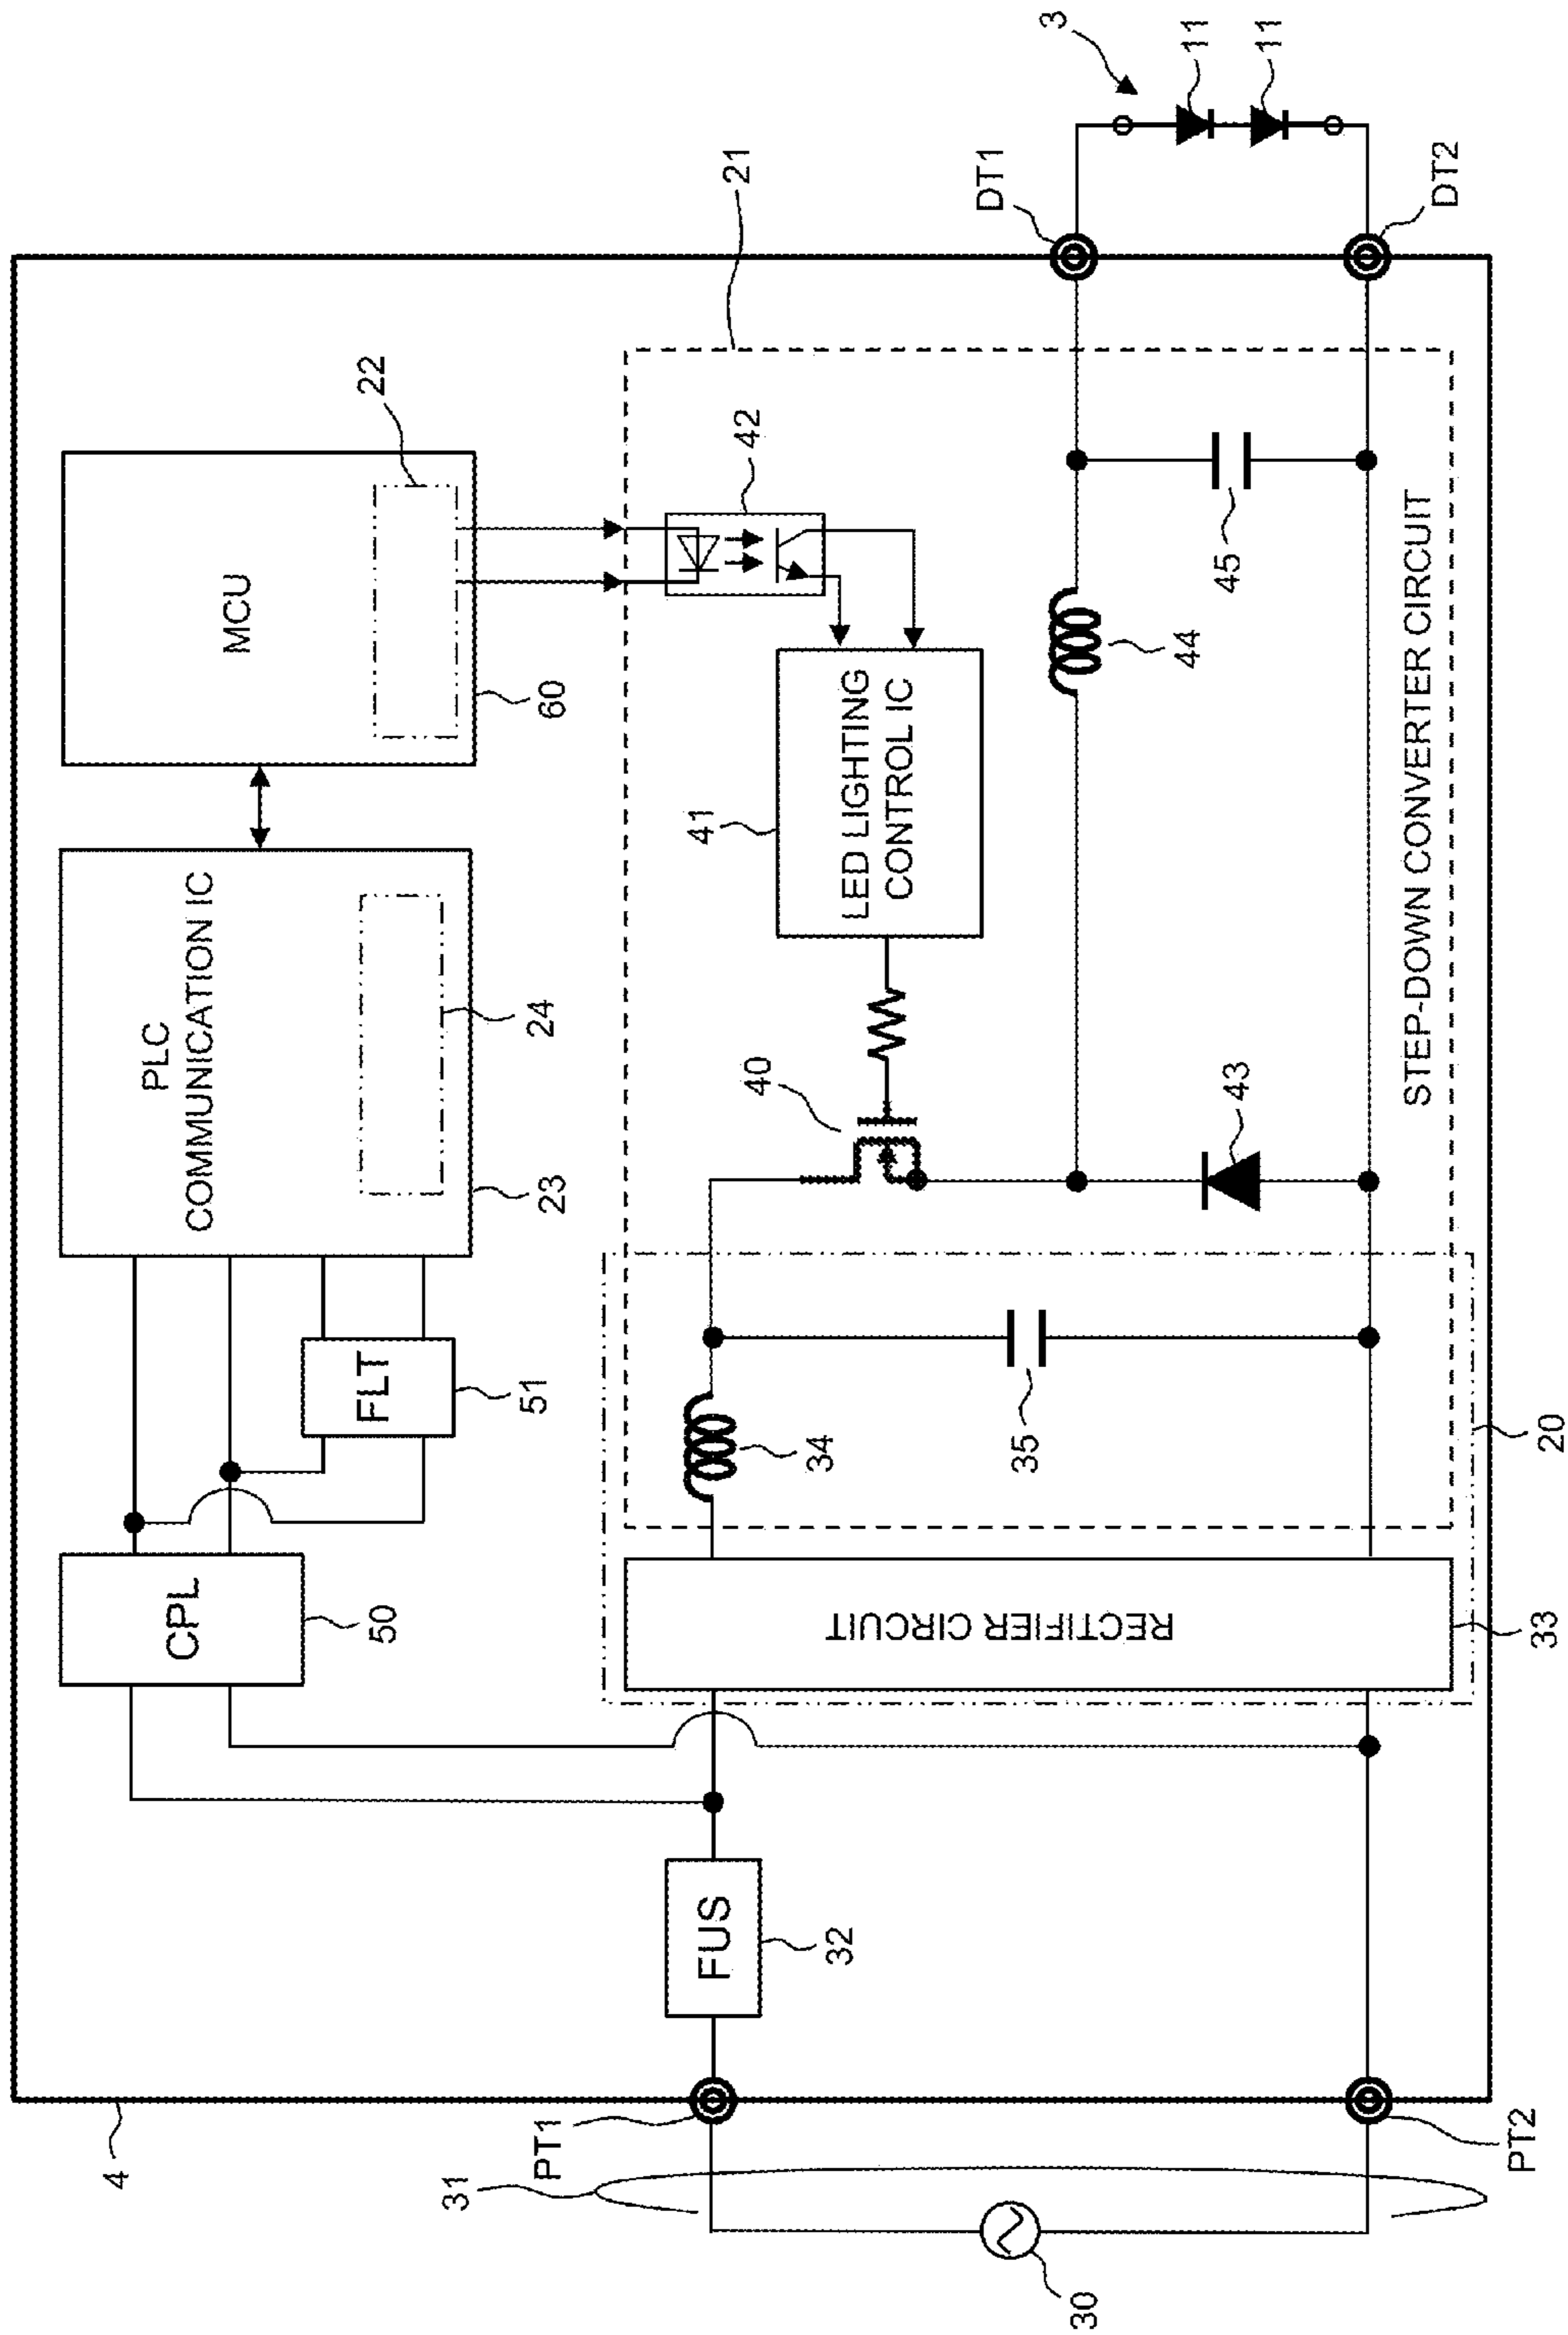 4
PLC
COMMUNICATION IC
MCU
CPL
50
FLT
51
23
24
60
22
21
3
11
11
DT1
DT2
42
41
LED LIGHTING
CONTROL IC
40
44
45
43
STEP-DOWN CONVERTER CIRCUIT
34
35
20
RECTIFIER CIRCUIT
33
FUS
32
PT1
PT2
31
30